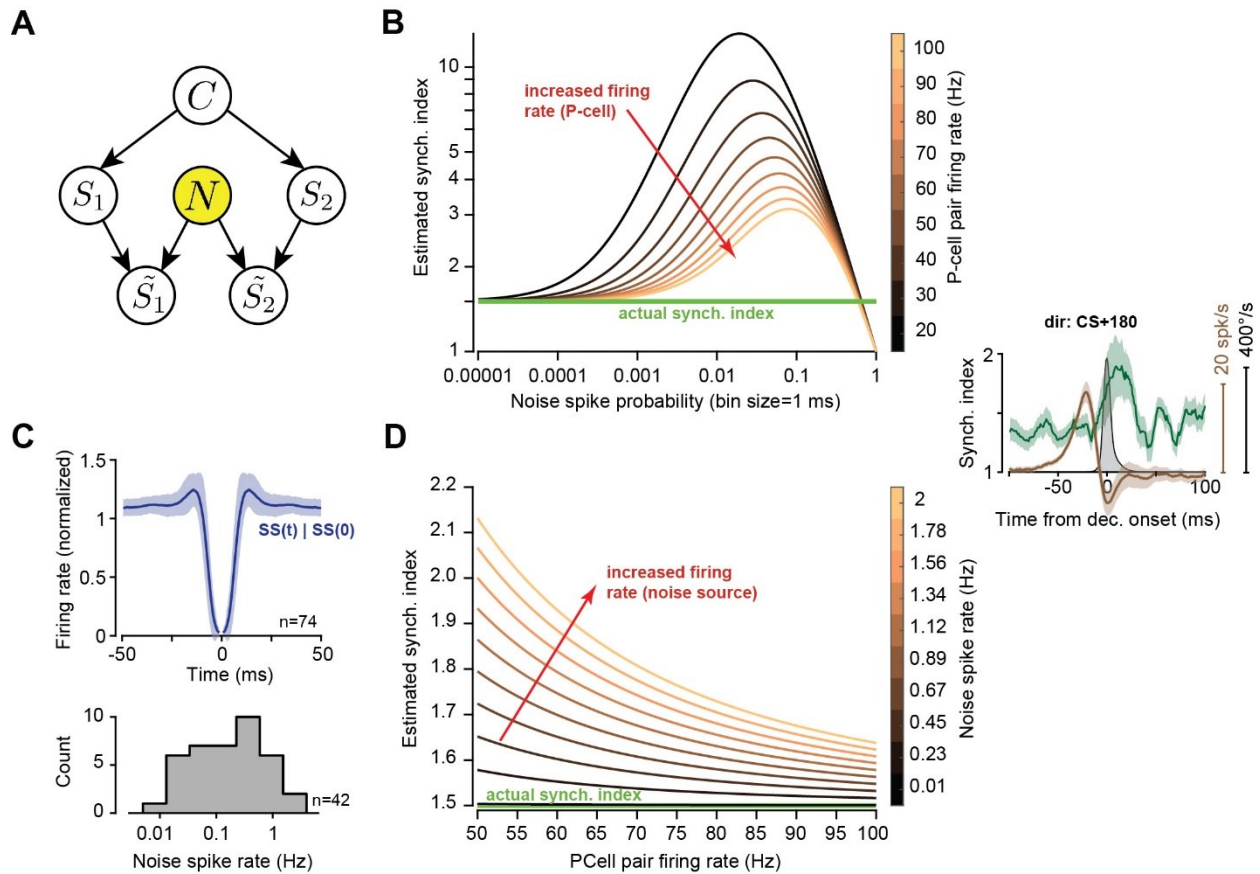 A
C
S₁
N
S₂
S̃₁
S̃₂
B
Estimated synch. index
10
5
4
3
2
1
increased firing
rate (P-cell)
actual synch. index
0.00001
0.0001
0.001
0.01
0.1
1
Noise spike probability (bin size=1 ms)
100
90
80
70
60
50
40
30
20
P-cell pair firing rate (Hz)
dir: CS+180
Synch. index
2
1
-50
0
100
Time from dec. onset (ms)
20 spk/s
400°/s
C
Firing rate (normalized)
1.5
1
0.5
0
SS(t) | SS(0)
n=74
-50
0
50
Time (ms)
Count
10
5
0
n=42
0.01
0.1
1
Noise spike rate (Hz)
D
Estimated synch. index
2.2
2.1
2.0
1.9
1.8
1.7
1.6
1.5
increased firing
rate (noise source)
actual synch. index
50
55
60
65
70
75
80
85
90
95
100
PCell pair firing rate (Hz)
2
1.78
1.56
1.34
1.12
0.89
0.67
0.45
0.23
0.01
Noise spike rate (Hz)